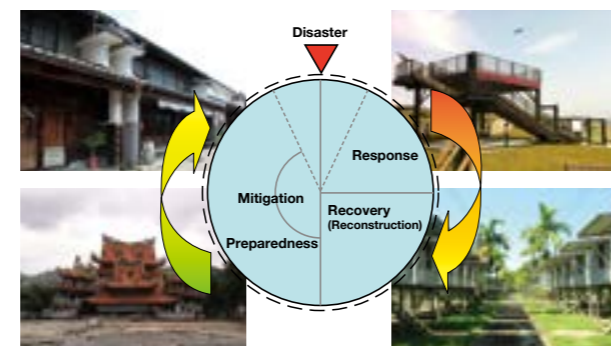 Disaster
Response
Mitigation
Recovery
(Reconstruction)
Preparedness